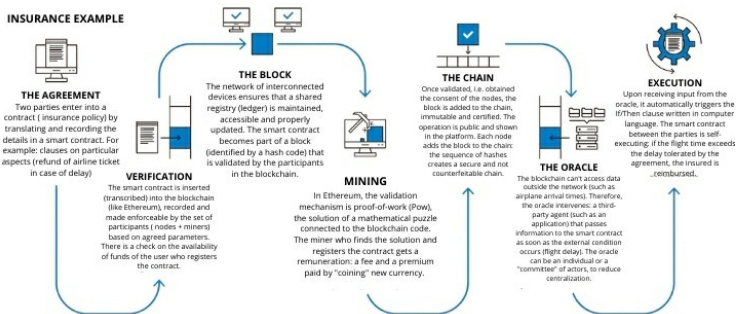 INSURANCE EXAMPLE
THE AGREEMENT
Two parties enter into a
contract ( insurance policy) by
translating and recording the
details in a smart contract. For
example: clauses on particular
aspects (refund of airline ticket
in case of delay)
VERIFICATION
The smart contract is inserted
(transcribed) into the blockchain
(like Ethereum), recorded and
made enforceable by the set of
participants ( nodes + miners)
based on agreed parameters.
There is a check on the availability
of funds of the user who registers
the contract.
THE BLOCK
The network of interconnected
devices ensures that a shared
registry (ledger) is maintained,
accessible and properly
updated. The smart contract
becomes part of a block
(identified by a hash code) that
is validated by the participants
in the blockchain.
MINING
In Ethereum, the validation
mechanism is proof-of-work (Pow),
the solution of a mathematical puzzle
connected to the blockchain code.
The miner who finds the solution and
registers the contract gets a
remuneration: a fee and a premium
paid by "coining" new currency.
THE CHAIN
Once validated, i.e. obtained
the consent of the nodes, the
block is added to the chain,
immutable and certified. The
operation is public and shown
in the platform. Each node
adds the block to the chain:
the sequence of hashes
creates a secure and not
counterfeitable chain.
THE ORACLE
The blockchain can't access data
outside the network (such as
airplane arrival times). Therefore,
the oracle intervenes: a third-
party agent (such as an
application) that passes
information to the smart contract
as soon as the external condition
occurs (flight delay). The oracle
can be an individual or a
"committee" of actors, to reduce
centralization.
EXECUTION
Upon receiving input from the
oracle, it automatically triggers the
If/Then clause written in computer
language. The smart contract
between the parties is self-
executing: if the flight time exceeds
the delay tolerated by the
agreement, the insured is
reimbursed.